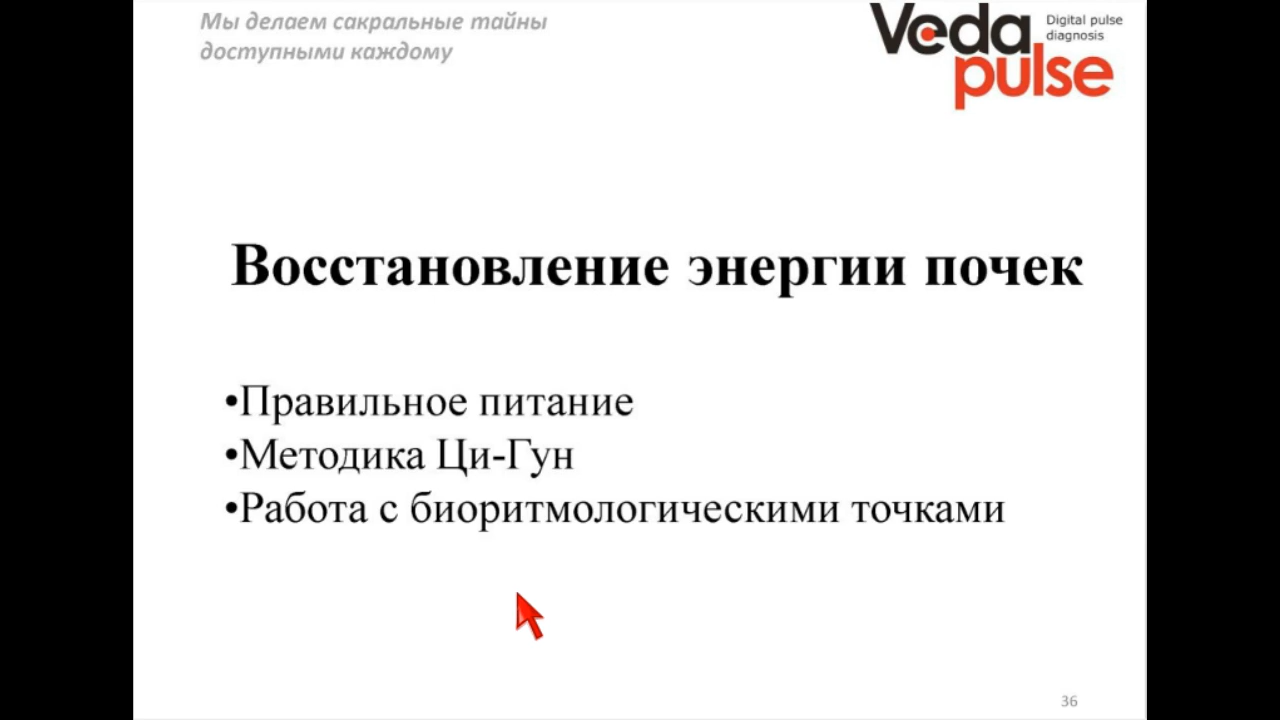 Мы делаем сакральные тайны
доступными каждому
Veda
pulse
Digital pulse
diagnosis
Восстановление энергии почек
•Правильное питание
•Методика Ци-Гун
•Работа с биоритмологическими точками
36